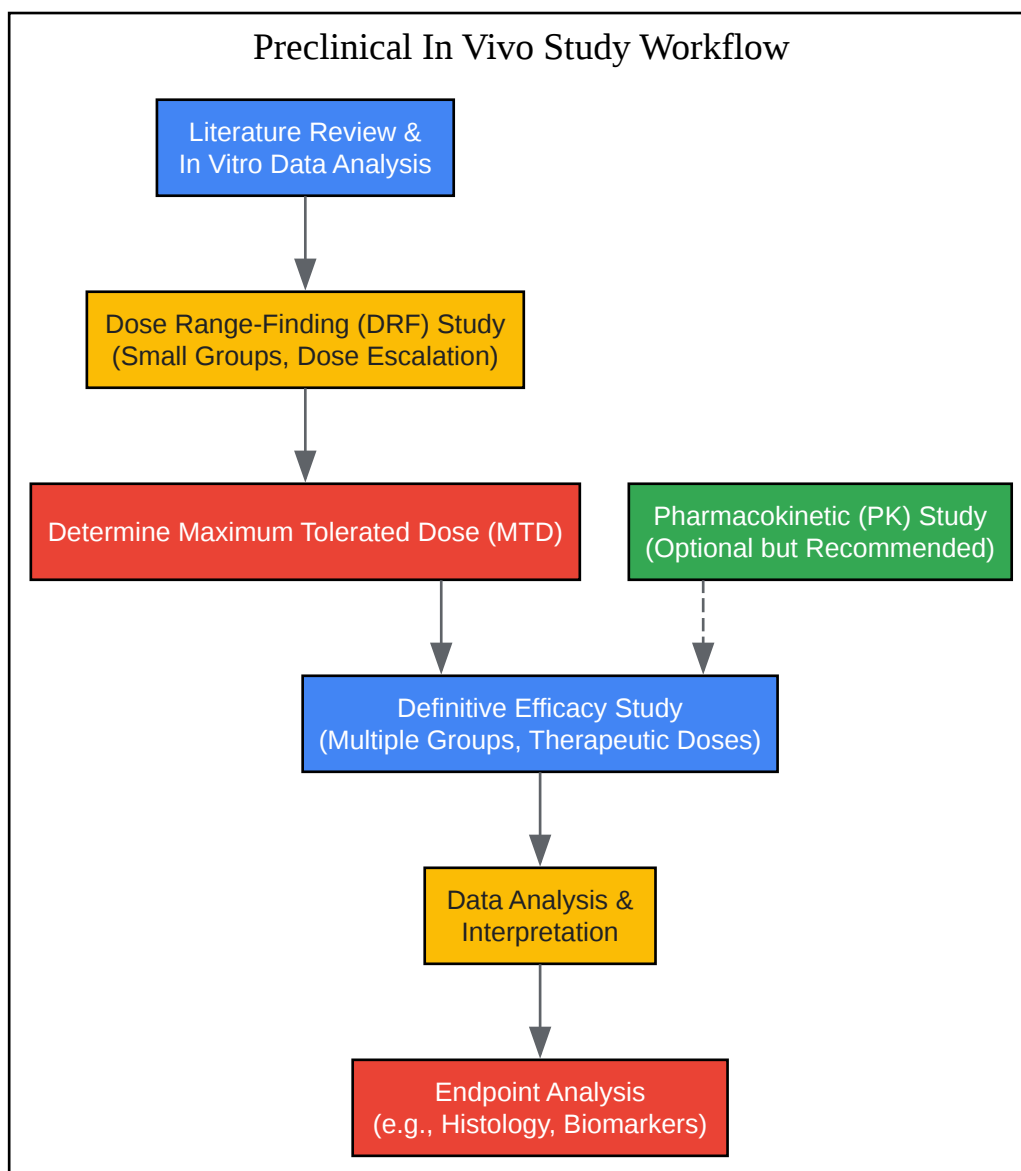 Preclinical In Vivo Study Workflow
Literature Review &
In Vitro Data Analysis
Dose Range-Finding (DRF) Study
(Small Groups, Dose Escalation)
Determine Maximum Tolerated Dose (MTD)
Pharmacokinetic (PK) Study
(Optional but Recommended)
Definitive Efficacy Study
(Multiple Groups, Therapeutic Doses)
Data Analysis &
Interpretation
Endpoint Analysis
(e.g., Histology, Biomarkers)